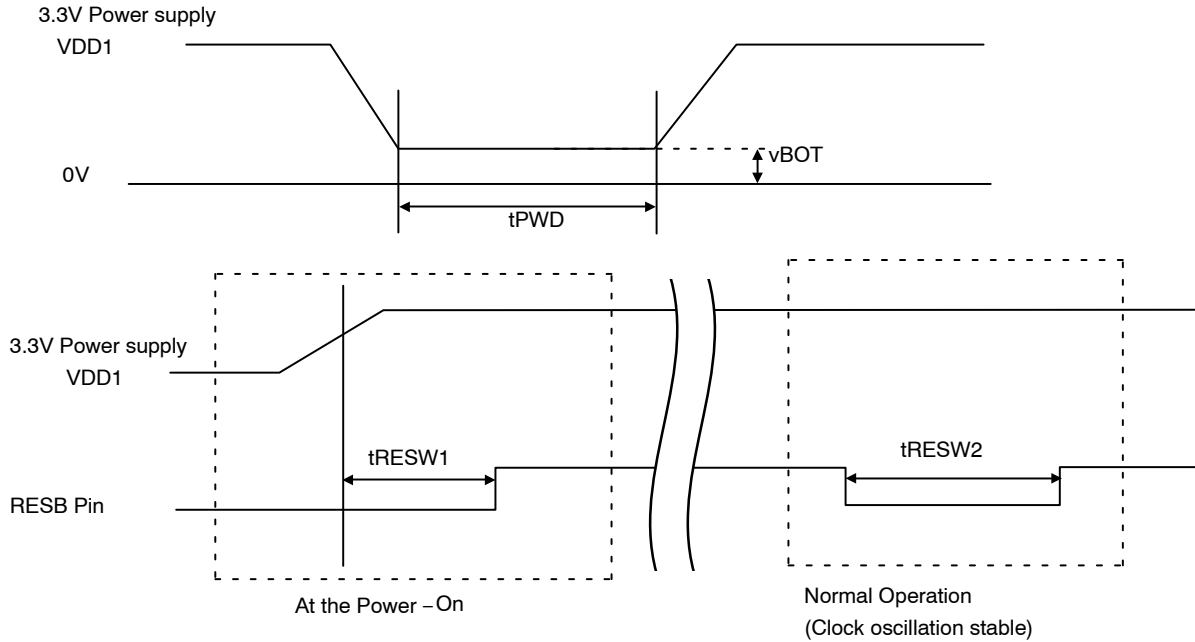 3.3V Power supply
VDD1
vBOT
0V
tPWD
3.3V Power supply
VDD1
tRESW1
tRESW2
RESB Pin
At the Power – On
Normal Operation
(Clock oscillation stable)